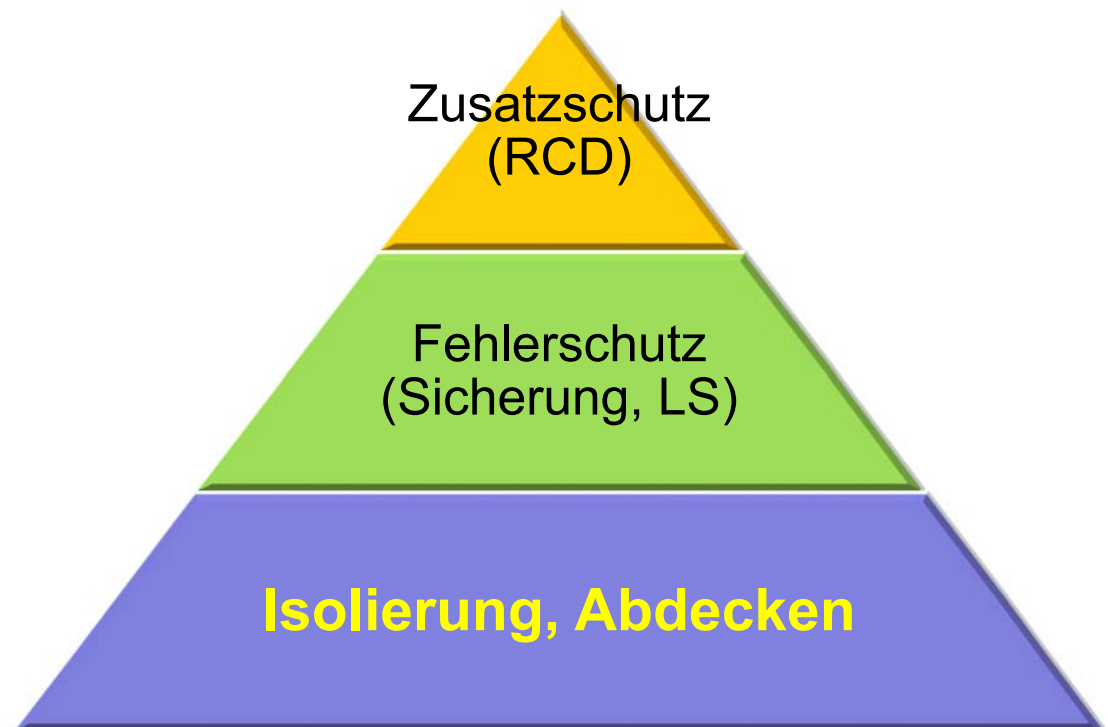 Zusatzschutz
(RCD)
Fehlerschutz
(Sicherung, LS)
Isolierung, Abdecken